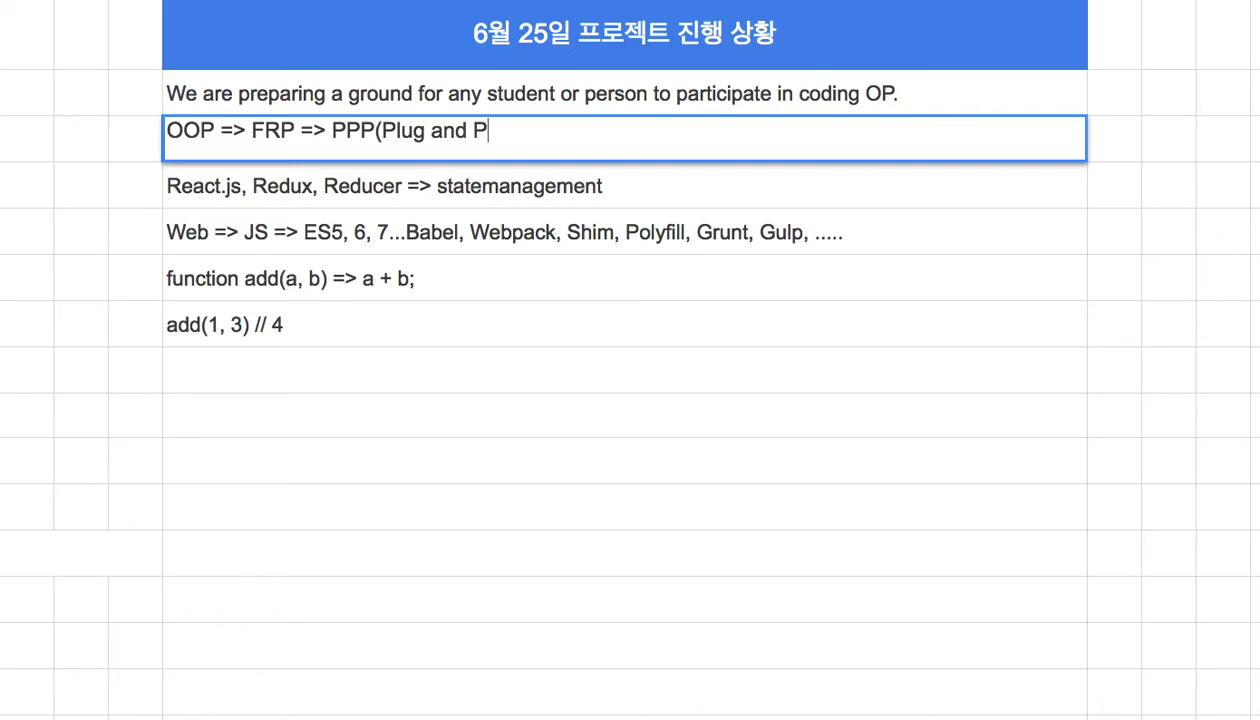 6월 25일 프로젝트 진행 상황
We are preparing a ground for any student or person to participate in coding OP.
OOP => FRP => PPP(Plug and P
React.js, Redux, Reducer => statemanagement
Web => JS => ES5, 6, 7...Babel, Webpack, Shim, Polyfill, Grunt, Gulp, .....
function add(a, b) => a + b;
add(1, 3) // 4